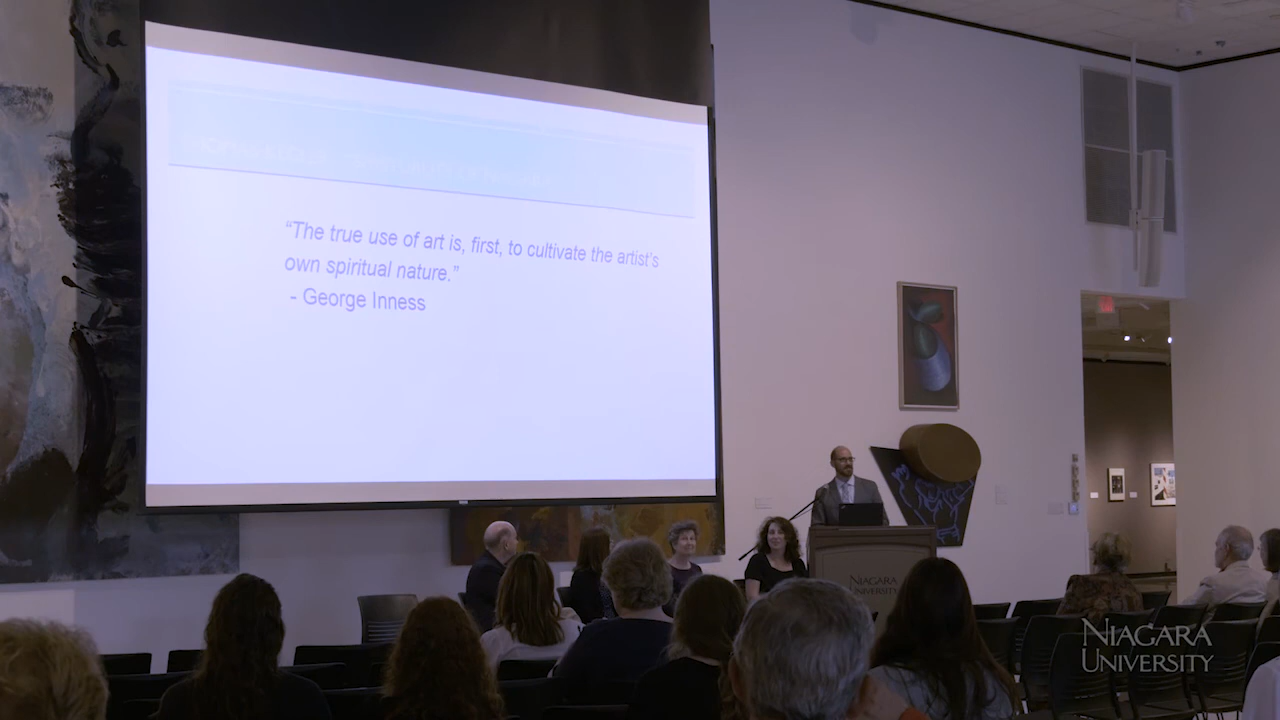 “The true use of art is, first, to cultivate the artist’s
own spiritual nature.”
- George Inness
NIAGARA
UNIVERSITY
NIAGARA
UNIVERSITY